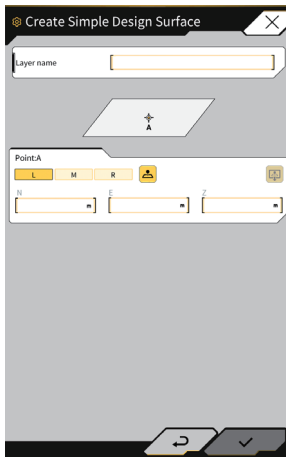 Create Simple Design Surface
Layer name
A
Point:A
L M R
N E Z
m m m